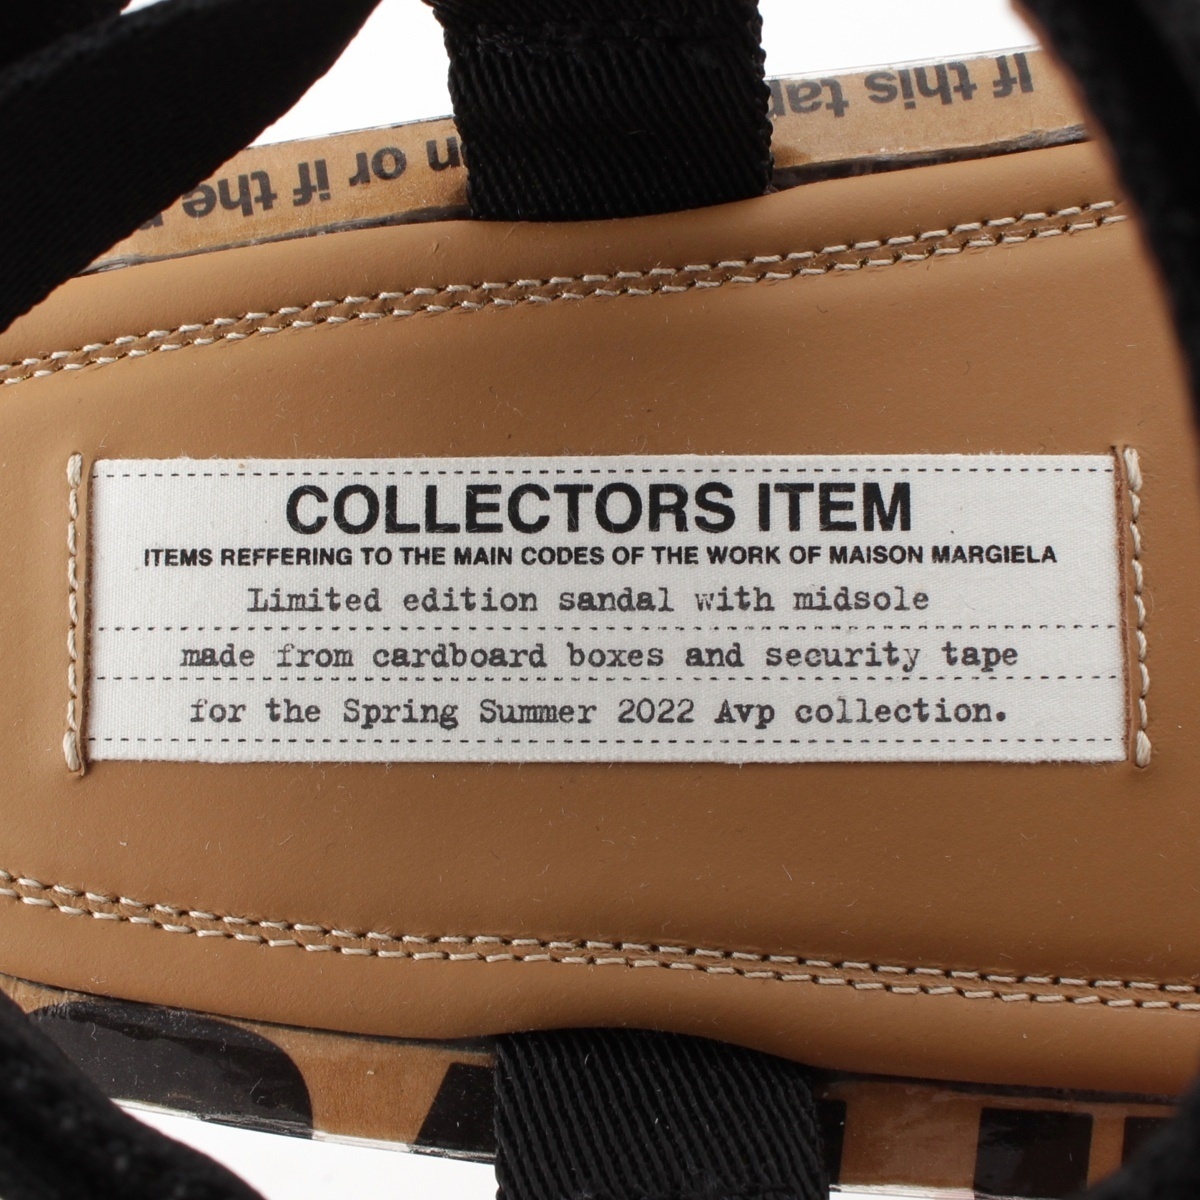 If this tap
n or if the
COLLECTORS ITEM
ITEMS REFFERING TO THE MAIN CODES OF THE WORK OF MAISON MARGIELA
Limited edition sandal with midsole
made from cardboard boxes and security tape
for the Spring Summer 2022 Avp collection.